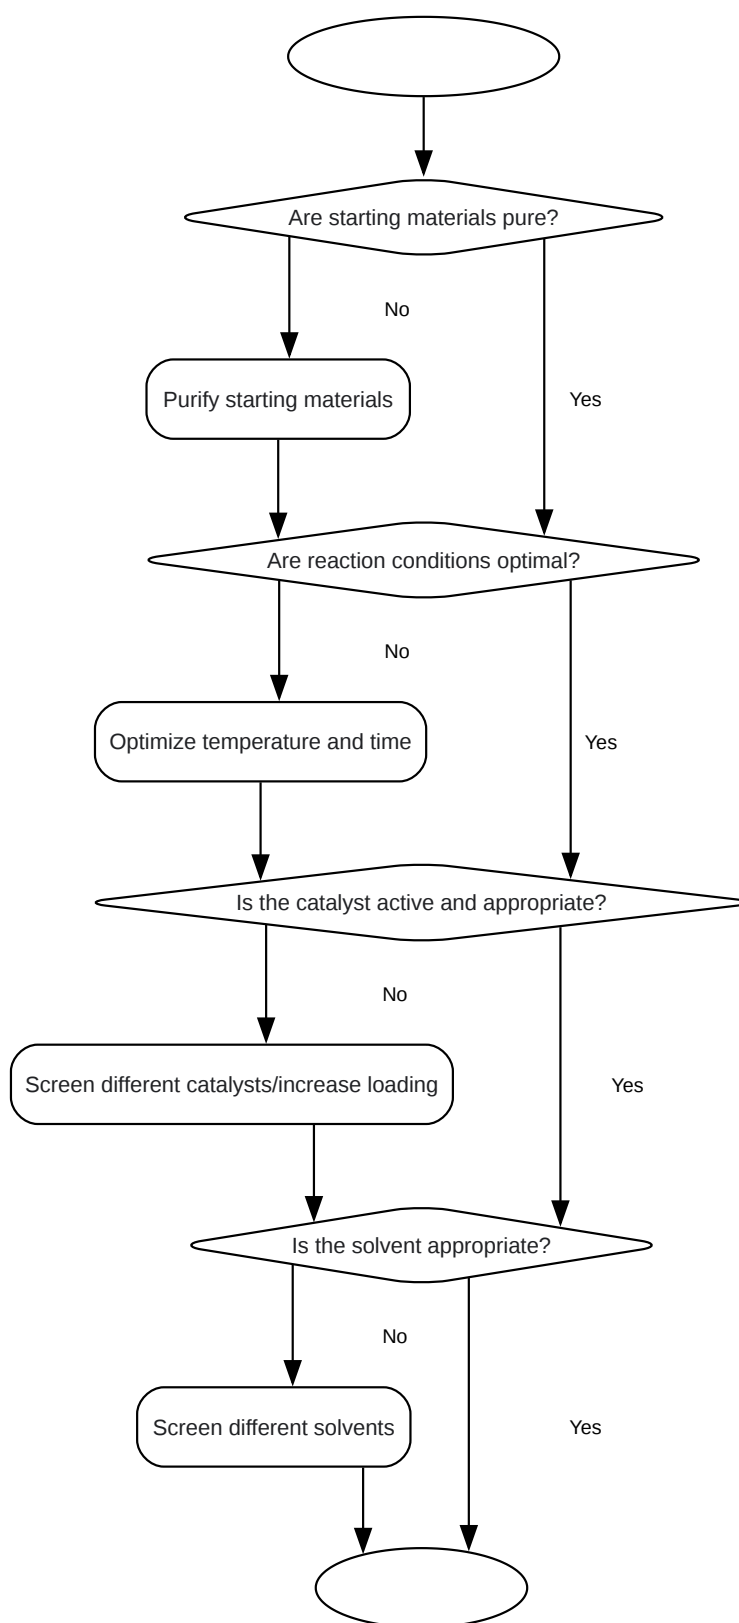 Are starting materials pure?
No
Purify starting materials
Yes
Are reaction conditions optimal?
No
Optimize temperature and time
Yes
Is the catalyst active and appropriate?
No
Screen different catalysts/increase loading
Yes
Is the solvent appropriate?
No
Screen different solvents
Yes